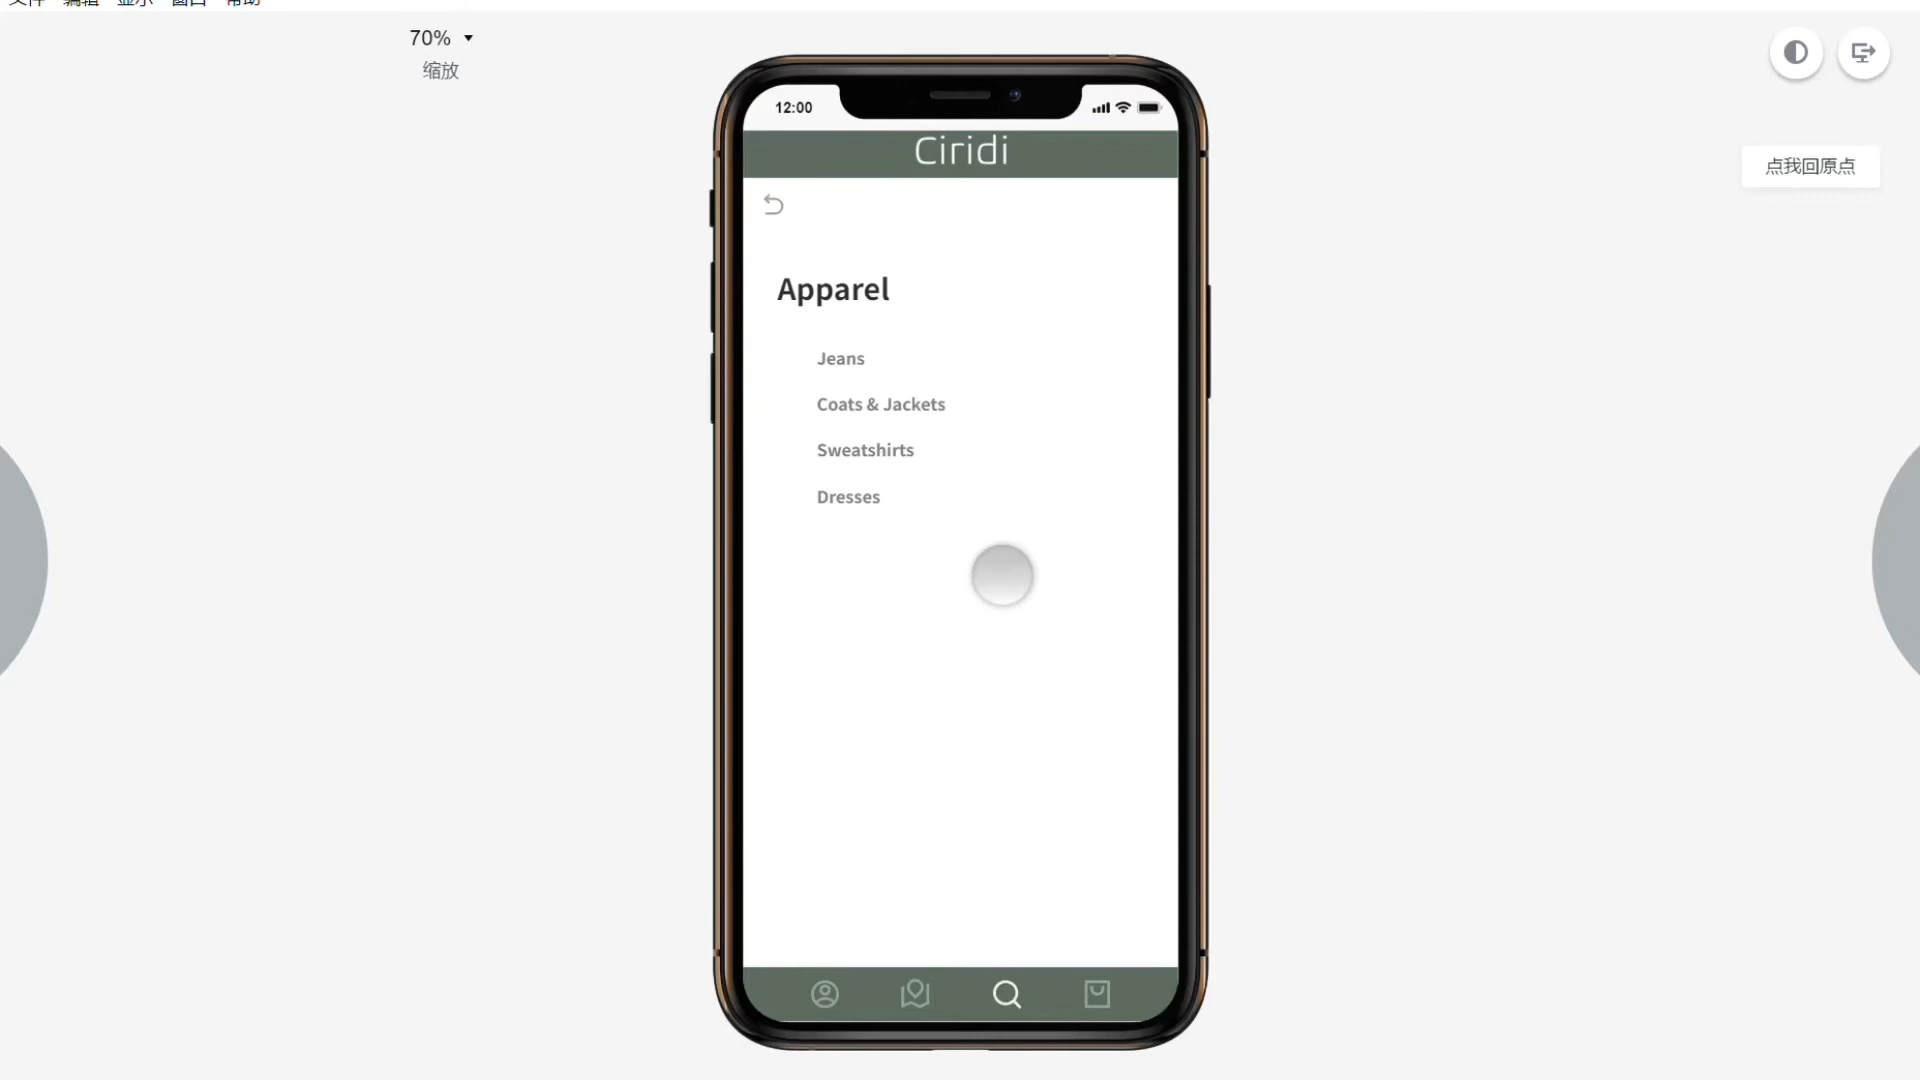 文件 编辑 显示 窗口 帮助
70%
缩放
点我回原点
12:00
Ciridi
Apparel
Jeans
Coats & Jackets
Sweatshirts
Dresses